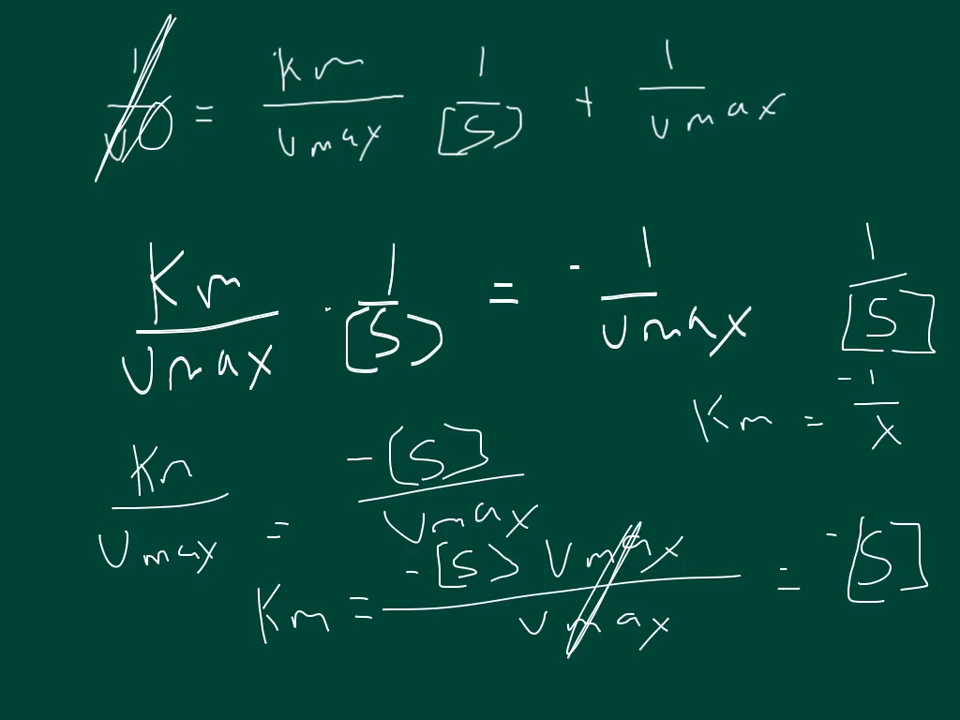 1/v0 = Km/Vmax 1/[S] + 1/Vmax
Km/Vmax · 1/[S] = -1/Vmax
1/[S]
Km = -1/x
Km/Vmax = -[S]/Vmax
Km = -[S] Vmax/Vmax = -[S]